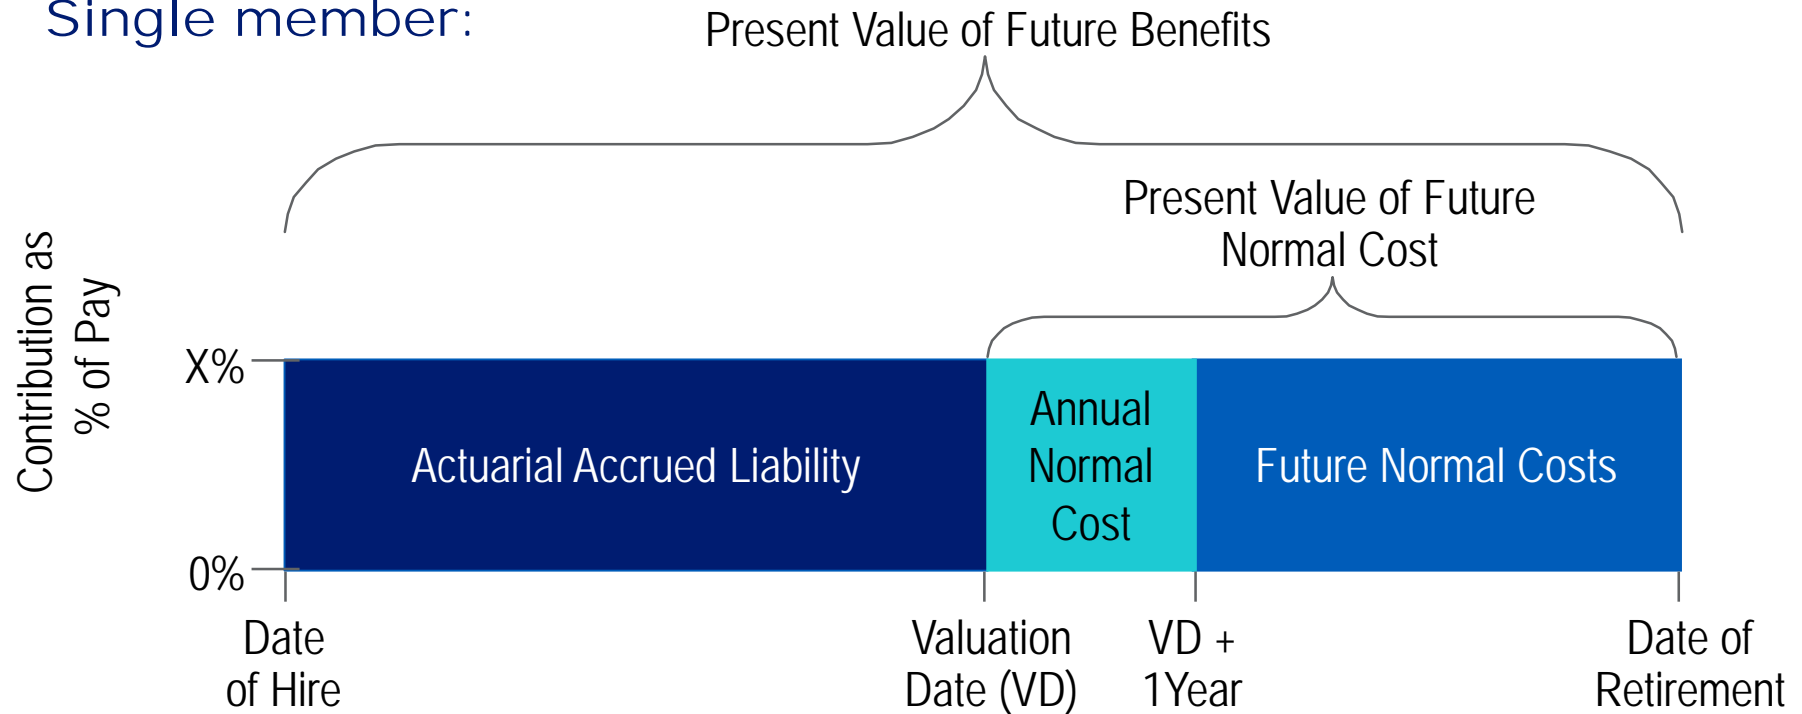 Single member:
Present Value of Future Benefits
Present Value of Future
Normal Cost
Contribution as
% of Pay
X%
0%
Actuarial Accrued Liability
Annual
Normal
Cost
Future Normal Costs
Date
of Hire
Valuation
Date (VD)
VD +
1Year
Date of
Retirement